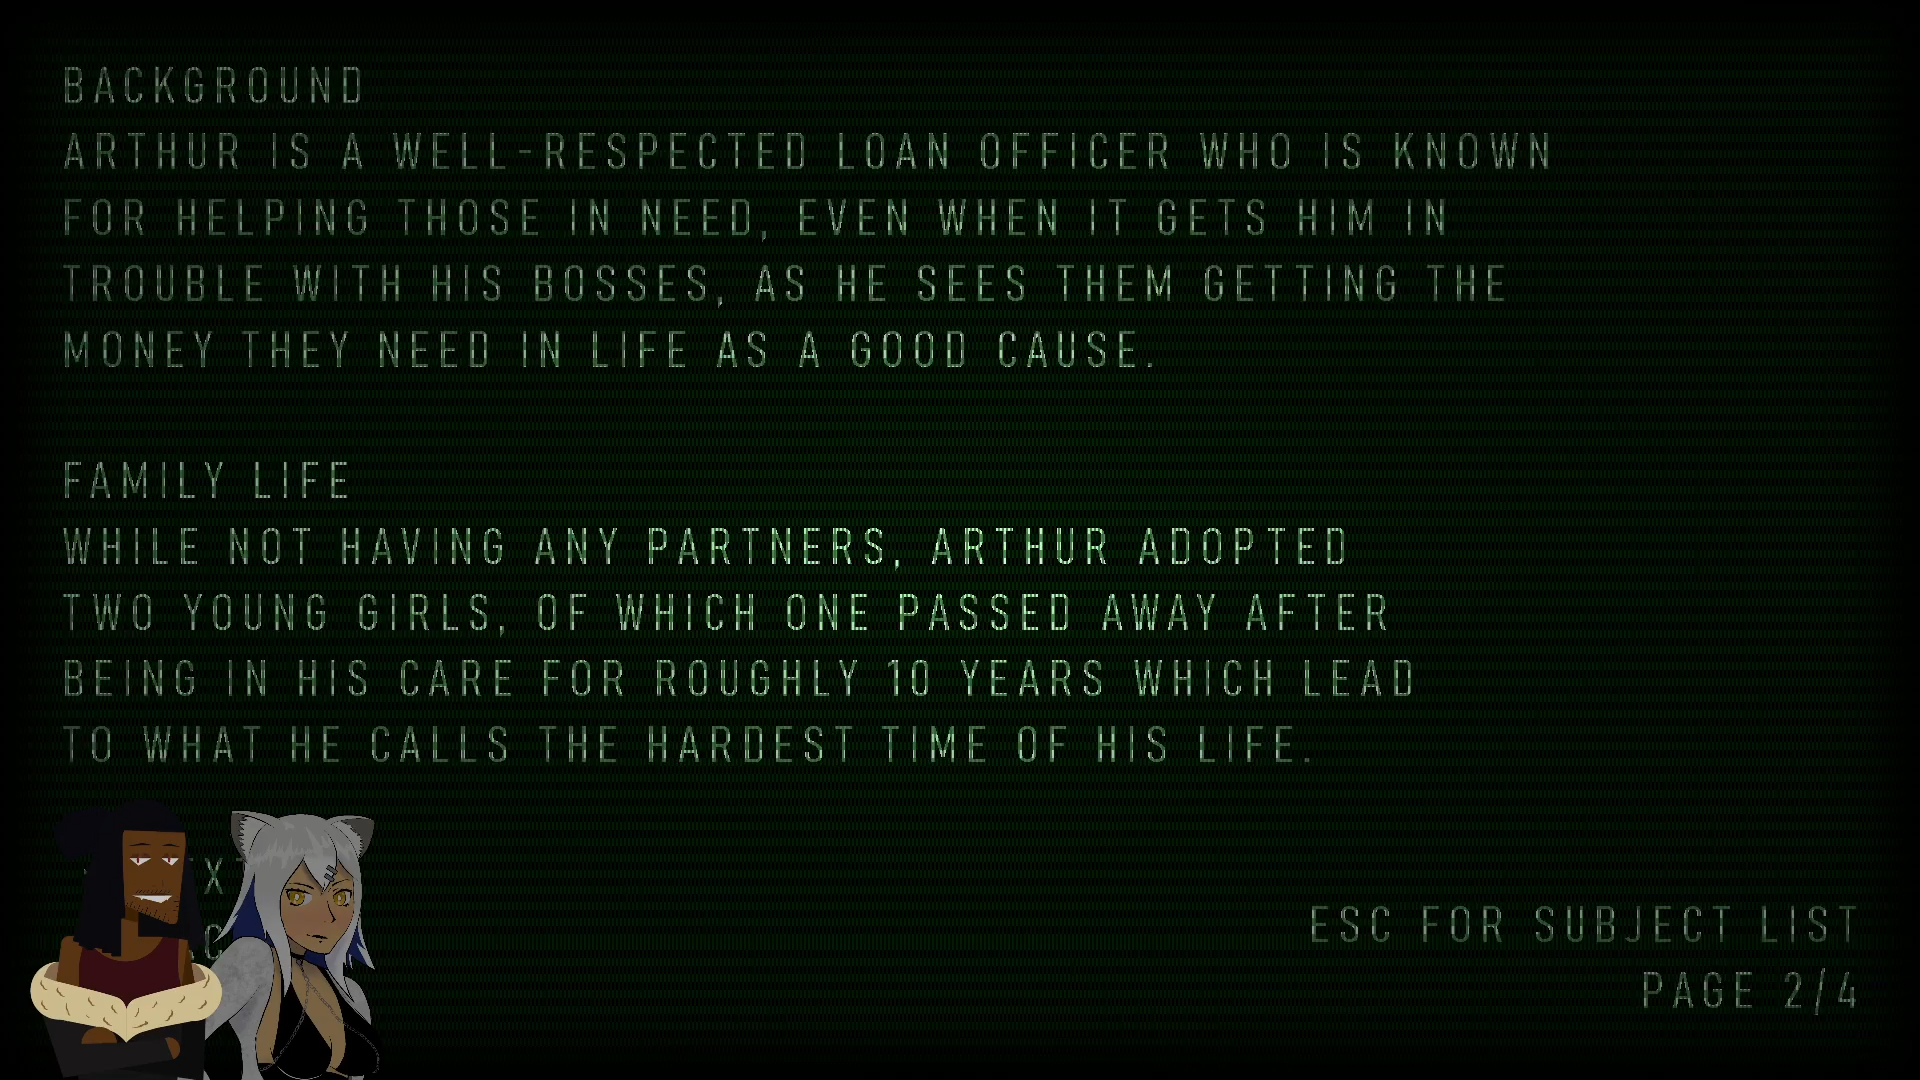 BACKGROUND
ARTHUR IS A WELL-RESPECTED LOAN OFFICER WHO IS KNOWN
FOR HELPING THOSE IN NEED, EVEN WHEN IT GETS HIM IN
TROUBLE WITH HIS BOSSES, AS HE SEES THEM GETTING THE
MONEY THEY NEED IN LIFE AS A GOOD CAUSE.
FAMILY LIFE
WHILE NOT HAVING ANY PARTNERS, ARTHUR ADOPTED
TWO YOUNG GIRLS, OF WHICH ONE PASSED AWAY AFTER
BEING IN HIS CARE FOR ROUGHLY 10 YEARS WHICH LEAD
TO WHAT HE CALLS THE HARDEST TIME OF HIS LIFE.
ESC FOR SUBJECT LIST
PAGE 2/4